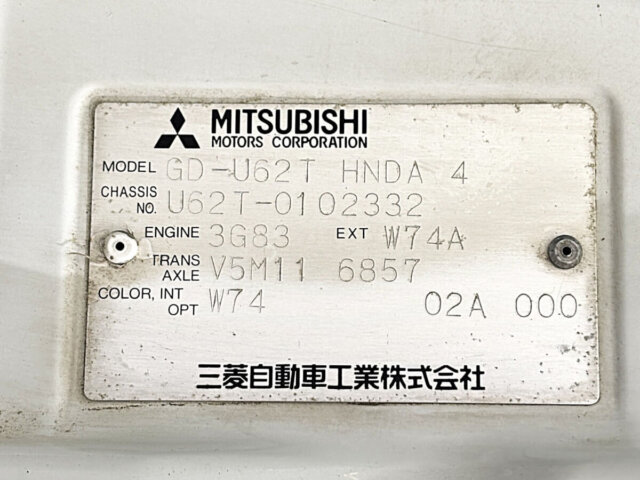 MITSUBISHI
MOTORS CORPORATION
MODEL GD-U62T HNDA 4
CHASSIS NO. U62T-0102332
ENGINE 3G83 EXT W74A
TRANS AXLE V5M11 6857
COLOR, INT OPT W74 02A 000
三菱自動車工業株式会社